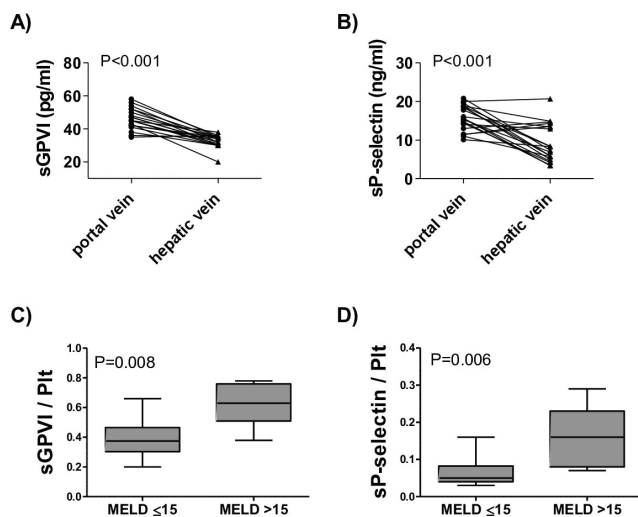 A)
P<0.001
sGPVI (pg/ml)
80
60
40
20
portal vein
hepatic vein
B)
P<0.001
sP-selectin (ng/ml)
30
20
10
0
portal vein
hepatic vein
C)
P=0.008
sGPVI / Plt
1.0
0.8
0.6
0.4
0.2
0.0
MELD ≤15
MELD >15
D)
P=0.006
sP-selectin / Plt
0.4
0.3
0.2
0.1
0.0
MELD ≤15
MELD >15